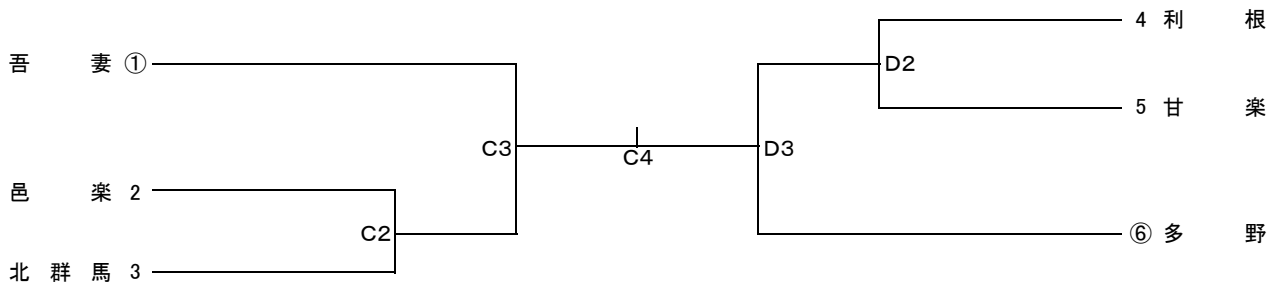 4 利 根
吾 妻 ①
D2
5 甘 楽
C3
C4
D3
邑 楽 2
C2
⑥ 多 野
北 群 馬 3